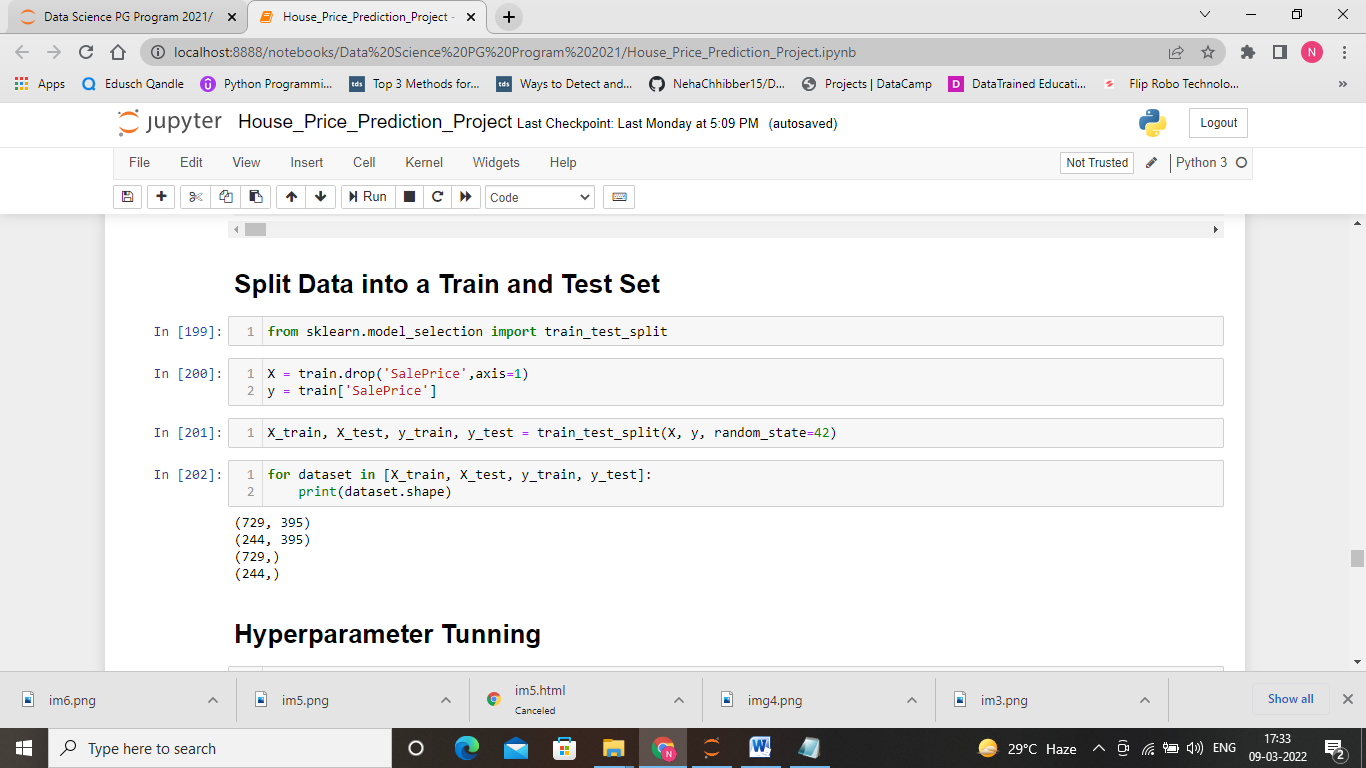 Data Science PG Program 2021/
House_Price_Prediction_Project -
localhost:8888/notebooks/Data%20Science%20PG%20Program%202021/House_Price_Prediction_Project.ipynb
N
Apps Edusch Qandle Python Programmi... tds Top 3 Methods for... tds Ways to Detect and... NehaChhibber15/D... Projects | DataCamp D DataTrained Educati... Flip Robo Technolo... »
jupyter House_Price_Prediction_Project Last Checkpoint: Last Monday at 5:09 PM (autosaved)
Logout
File Edit View Insert Cell Kernel Widgets Help
Not Trusted Python 3
Run Code
Split Data into a Train and Test Set
In [199]: 1 from sklearn.model_selection import train_test_split
In [200]: 1 X = train.drop('SalePrice',axis=1)
2 y = train['SalePrice']
In [201]: 1 X_train, X_test, y_train, y_test = train_test_split(X, y, random_state=42)
In [202]: 1 for dataset in [X_train, X_test, y_train, y_test]:
2     print(dataset.shape)
(729, 395)
(244, 395)
(729,)
(244,)
Hyperparameter Tunning
im6.png
im5.png
im5.html
Canceled
img4.png
im3.png
Show all
Type here to search
N
W
29°C Haze
ENG
17:33
09-03-2022
2